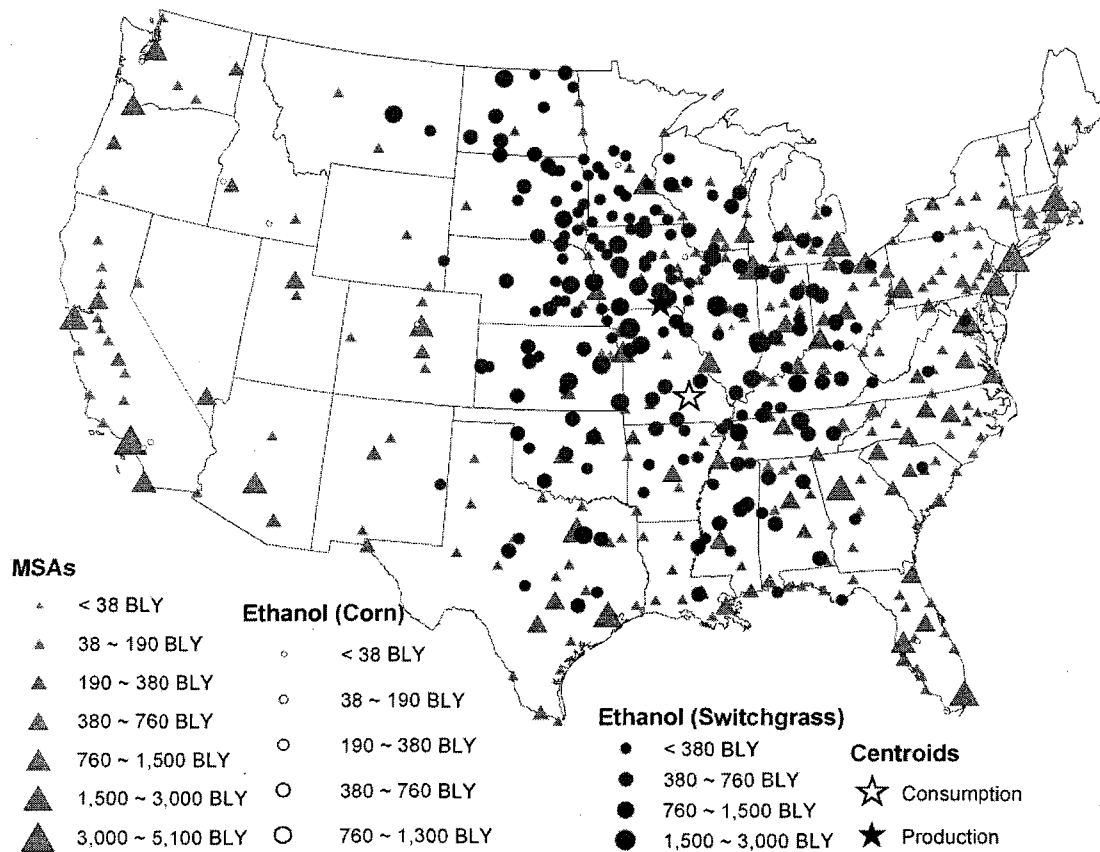 MSAs
< 38 BLY
38 ~ 190 BLY
190 ~ 380 BLY
380 ~ 760 BLY
760 ~ 1,500 BLY
1,500 ~ 3,000 BLY
3,000 ~ 5,100 BLY
Ethanol (Corn)
< 38 BLY
38 ~ 190 BLY
190 ~ 380 BLY
380 ~ 760 BLY
760 ~ 1,300 BLY
Ethanol (Switchgrass)
< 380 BLY
380 ~ 760 BLY
760 ~ 1,500 BLY
1,500 ~ 3,000 BLY
Centroids
Consumption
Production